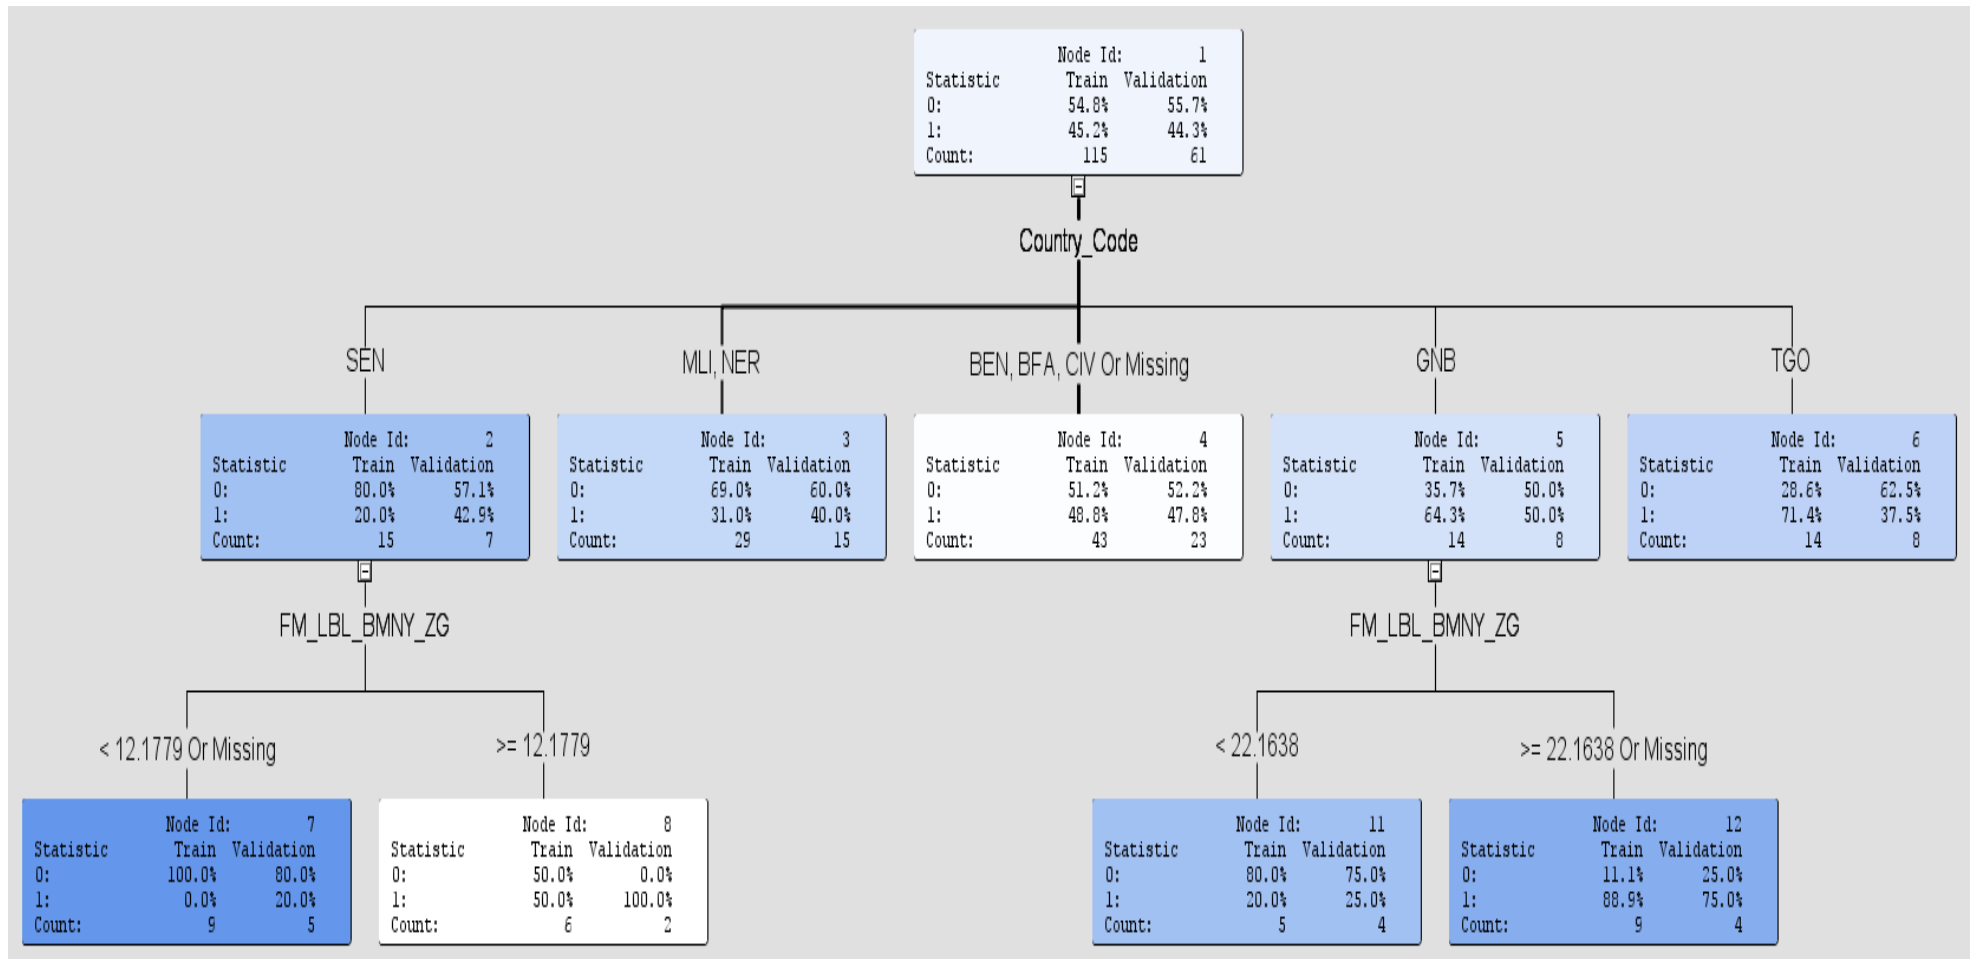 Node Id: 1
Statistic Train Validation
0: 54.8% 55.7%
1: 45.2% 44.3%
Count: 115 61
Country_Code
SEN
MLI, NER
BEN, BFA, CIV Or Missing
GNB
TGO
Node Id: 2
Statistic Train Validation
0: 80.0% 57.1%
1: 20.0% 42.9%
Count: 15 7
Node Id: 3
Statistic Train Validation
0: 69.0% 60.0%
1: 31.0% 40.0%
Count: 29 15
Node Id: 4
Statistic Train Validation
0: 51.2% 52.2%
1: 48.8% 47.8%
Count: 43 23
Node Id: 5
Statistic Train Validation
0: 35.7% 50.0%
1: 64.3% 50.0%
Count: 14 8
Node Id: 6
Statistic Train Validation
0: 28.6% 62.5%
1: 71.4% 37.5%
Count: 14 8
FM_LBL_BMNY_ZG
FM_LBL_BMNY_ZG
< 12.1779 Or Missing
>= 12.1779
< 22.1638
>= 22.1638 Or Missing
Node Id: 7
Statistic Train Validation
0: 100.0% 80.0%
1: 0.0% 20.0%
Count: 9 5
Node Id: 8
Statistic Train Validation
0: 50.0% 0.0%
1: 50.0% 100.0%
Count: 6 2
Node Id: 11
Statistic Train Validation
0: 80.0% 75.0%
1: 20.0% 25.0%
Count: 5 4
Node Id: 12
Statistic Train Validation
0: 11.1% 25.0%
1: 88.9% 75.0%
Count: 9 4